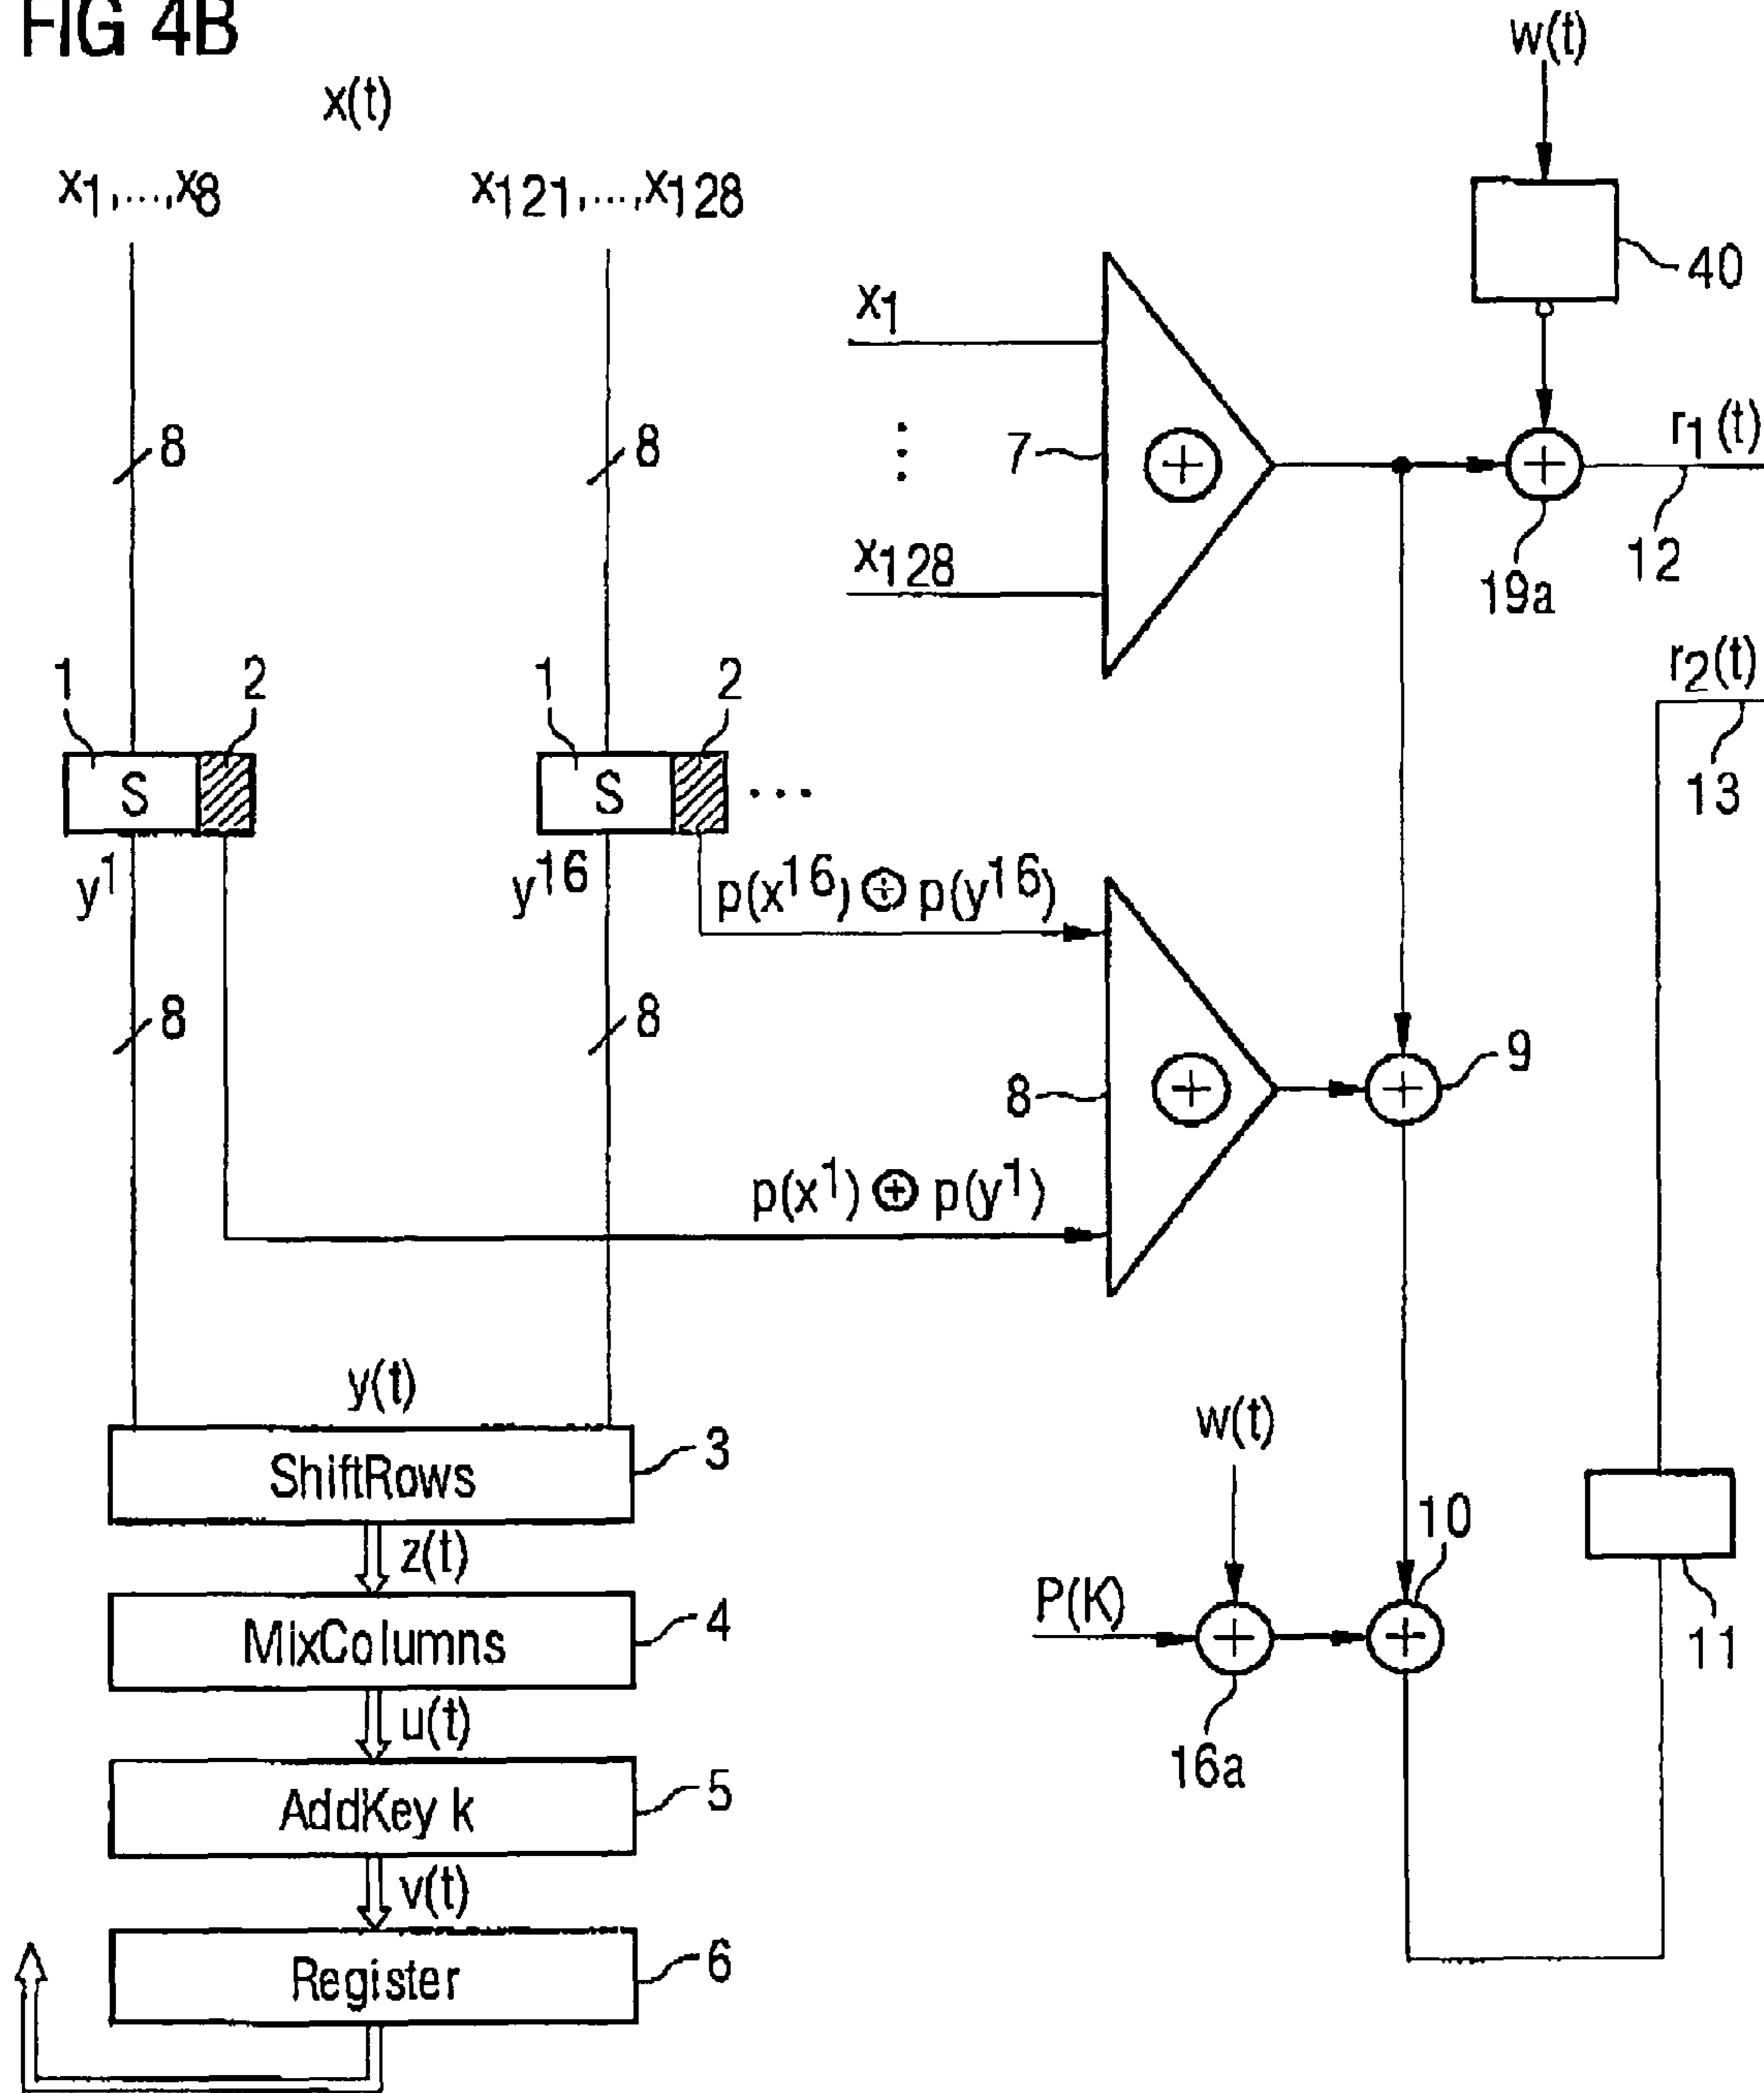 FIG 4B
x(t)
w(t)
x1,...,x8
x121,...,x128
40
x1
8
8
7
r1(t)
x128
19a
12
1
2
1
2
r2(t)
S
S
...
13
y1
y16
p(x16) ⊕ p(y16)
8
8
9
8
p(x1) ⊕ p(y1)
y(t)
w(t)
ShiftRows
3
10
z(t)
P(K)
MixColumns
4
11
u(t)
16a
AddKey k
5
v(t)
Register
6